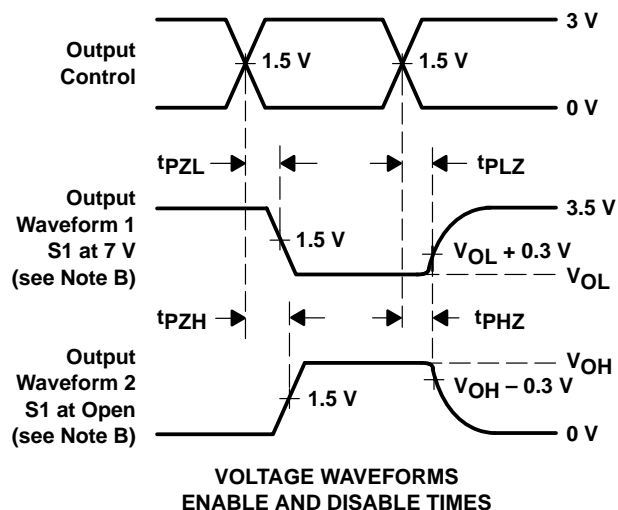 3 V
Output
Control
1.5 V
1.5 V
0 V
tPZL
tPLZ
Output
Waveform 1
S1 at 7 V
(see Note B)
3.5 V
1.5 V
VOL + 0.3 V
VOL
tPZH
tPHZ
Output
Waveform 2
S1 at Open
(see Note B)
VOH
VOH – 0.3 V
1.5 V
0 V
VOLTAGE WAVEFORMS
ENABLE AND DISABLE TIMES